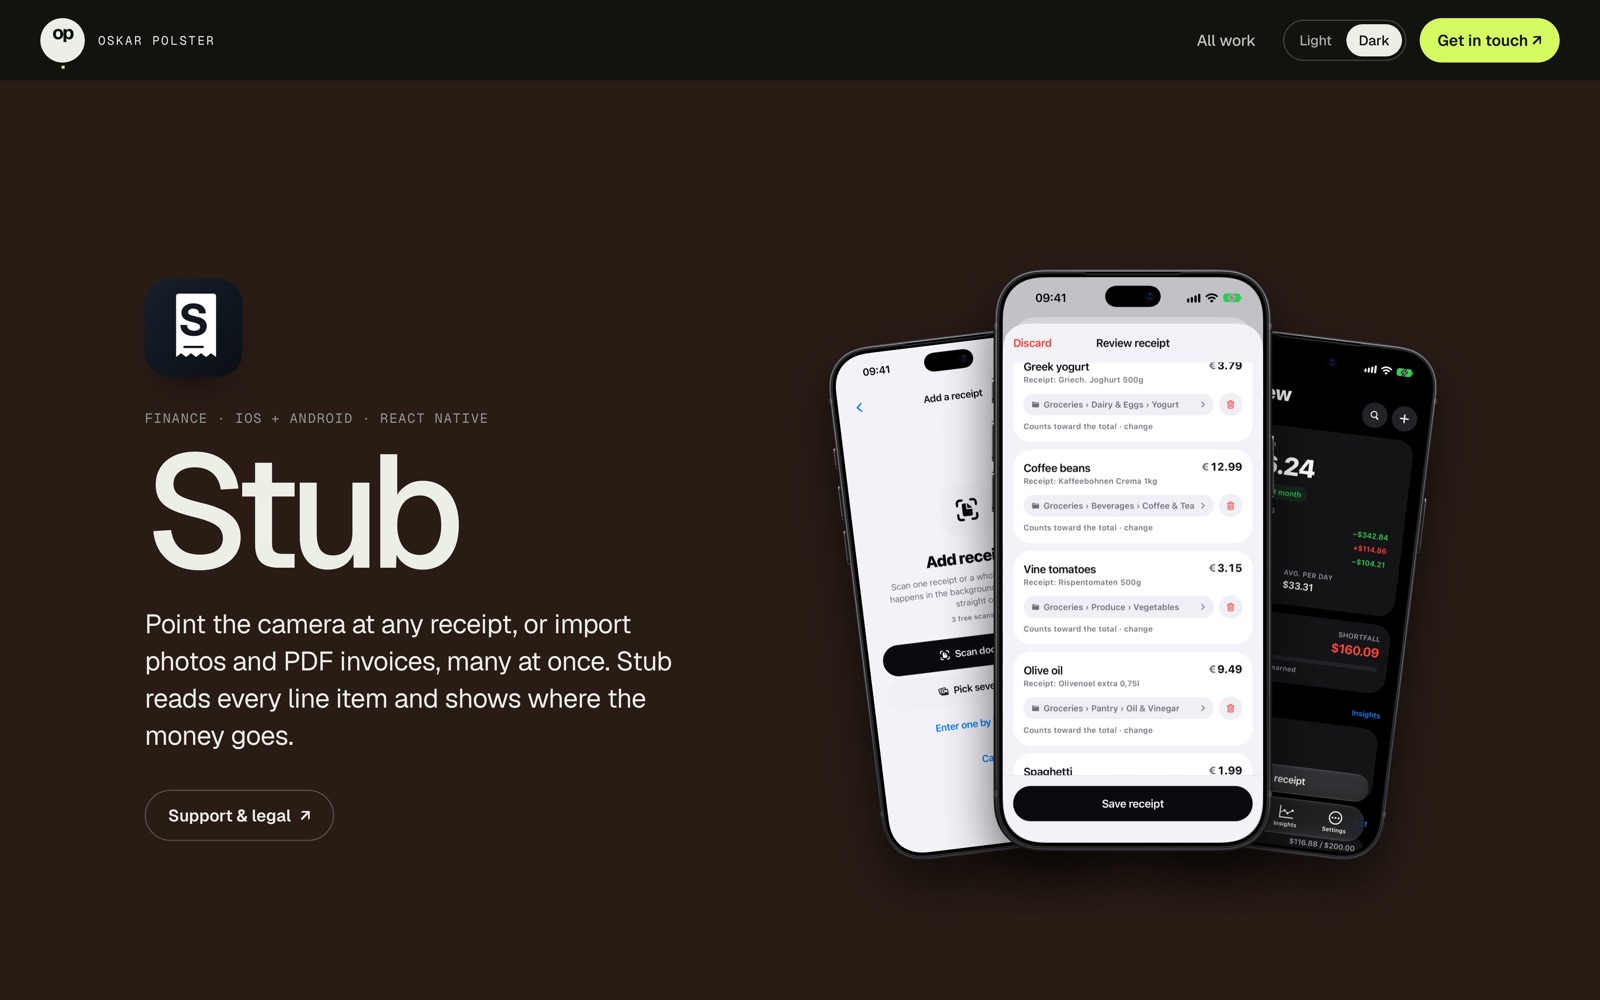 op
OSKAR POLSTER
All work
Light
Dark
Get in touch
S
FINANCE · IOS + ANDROID · REACT NATIVE
Stub
Point the camera at any receipt, or import
photos and PDF invoices, many at once. Stub
reads every line item and shows where the
money goes.
Support & legal
09:41
Add a receipt
Add recei
Scan one receipt or a who
happens in the background
straight o
3 free scans
Scan doc
Pick seve
Enter one by
Ca
09:41
Discard
Review receipt
Greek yogurt
€ 3.79
Receipt: Griech. Joghurt 500g
Groceries › Dairy & Eggs › Yogurt
Counts toward the total · change
Coffee beans
€ 12.99
Receipt: Kaffeebohnen Crema 1kg
Groceries › Beverages › Coffee & Tea
Counts toward the total · change
Vine tomatoes
€ 3.15
Receipt: Rispentomaten 500g
Groceries › Produce › Vegetables
Counts toward the total · change
Olive oil
€ 9.49
Receipt: Olivenoel extra 0,75l
Groceries › Pantry › Oil & Vinegar
Counts toward the total · change
Spaghetti
€ 1.99
Save receipt
ew
6.24
month
−$342.84
+$114.86
−$104.21
AVG. PER DAY
$33.31
SHORTFALL
$160.09
earned
Insights
receipt
Insights
Settings
$116.88 / $200.00